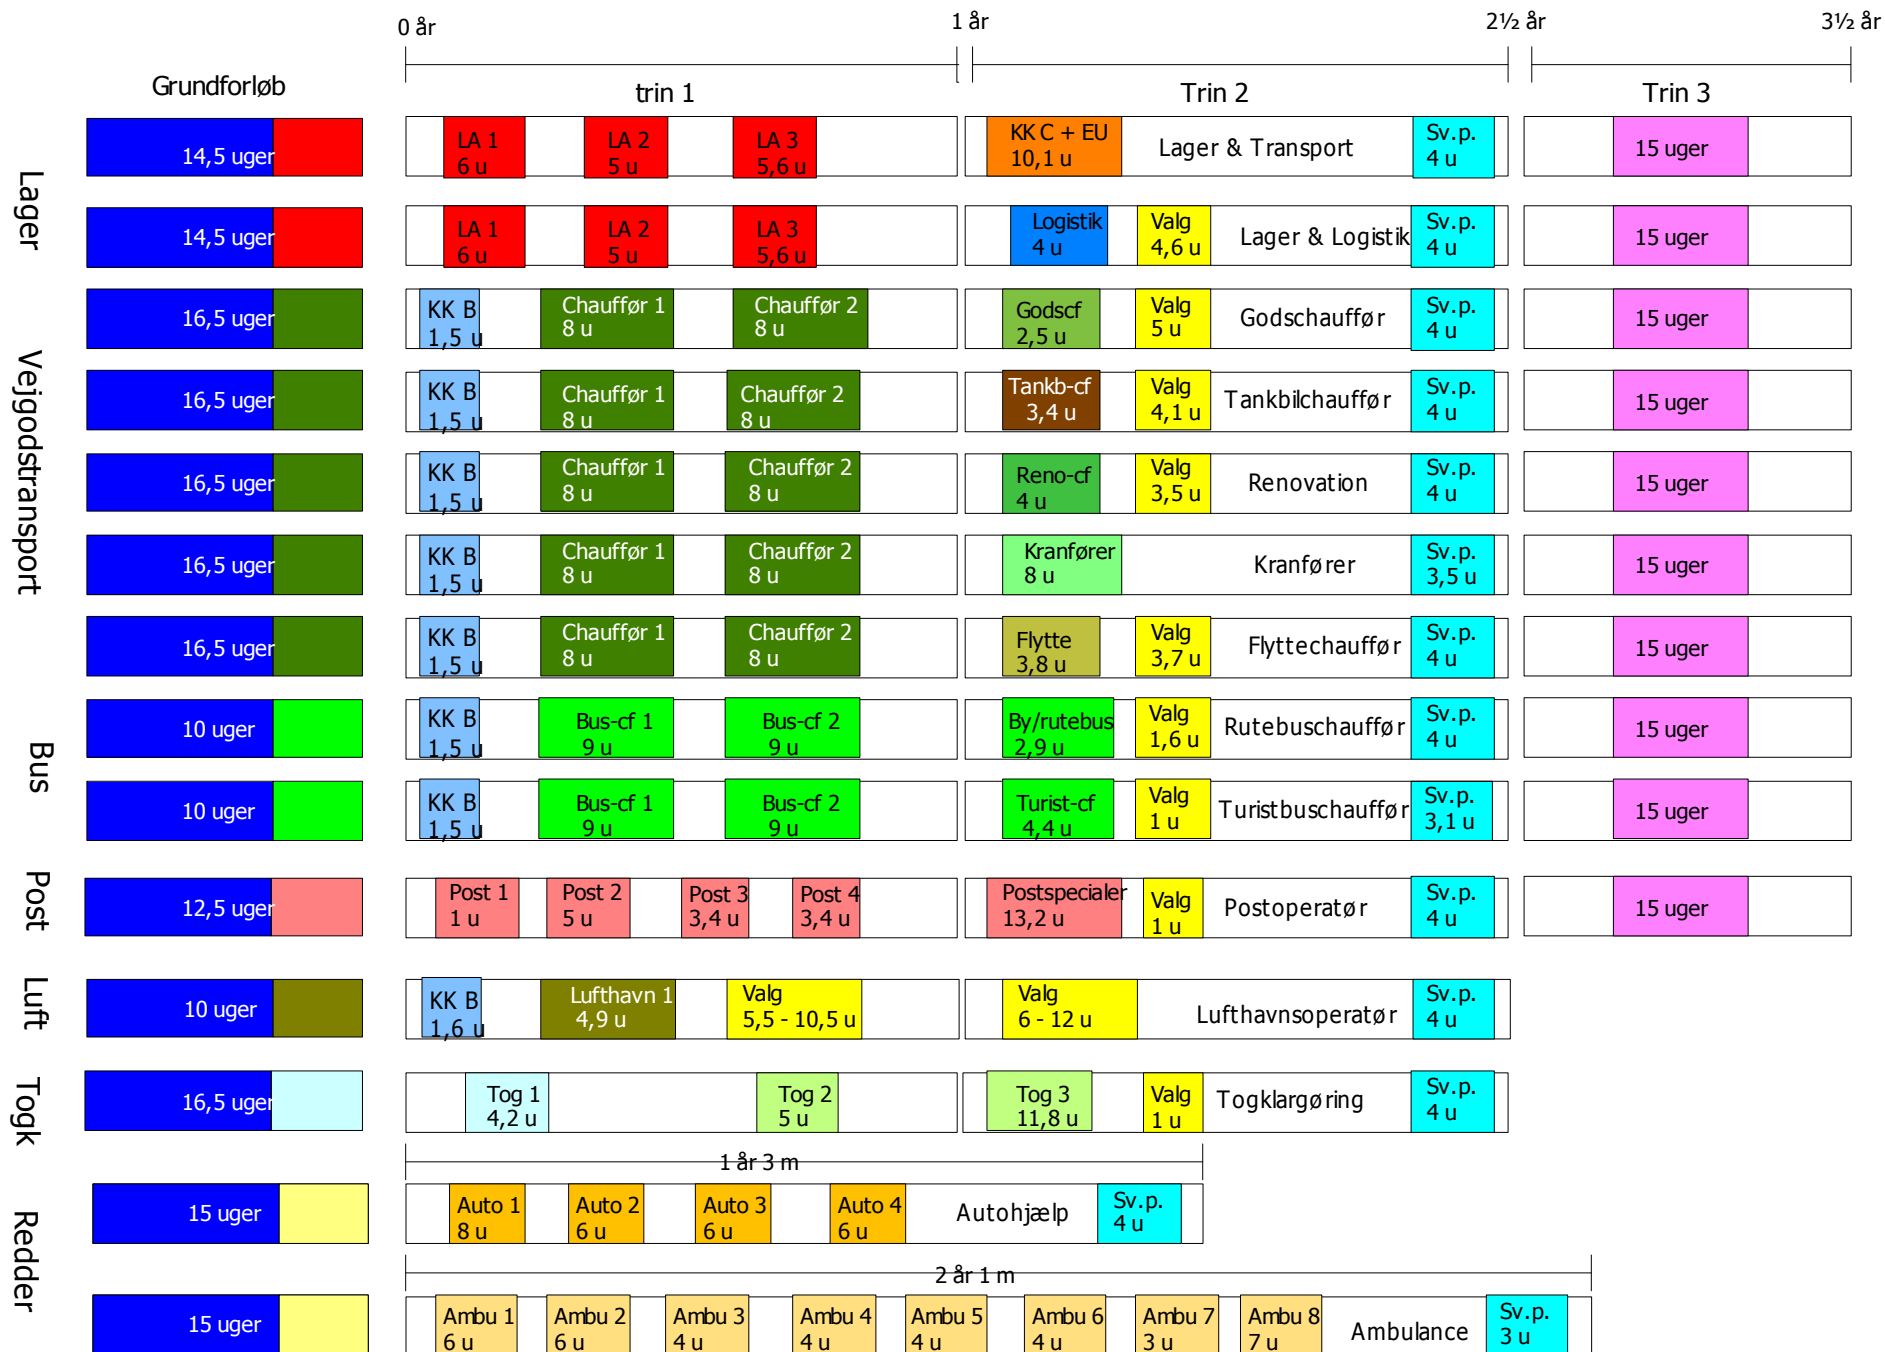 0 år 1 år 2½ år 3½ år
Grundforløb trin 1 Trin 2 Trin 3
Lager
14,5 uger LA 1 LA 2 LA 3 KK C + EU Lager & Transport Sv.p. 15 uger
6 u 5 u 5,6 u 10,1 u 4 u
14,5 uger LA 1 LA 2 LA 3 Logistik Valg Lager & Logistik Sv.p. 15 uger
6 u 5 u 5,6 u 4 u 4,6 u 4 u
Vejgodstransport
16,5 uger KK B Chauffør 1 Chauffør 2 Godscf Valg Godschauffør Sv.p. 15 uger
1,5 u 8 u 8 u 2,5 u 5 u 4 u
16,5 uger KK B Chauffør 1 Chauffør 2 Tankb-cf Valg Tankbilchauffør Sv.p. 15 uger
1,5 u 8 u 8 u 3,4 u 4,1 u 4 u
16,5 uger KK B Chauffør 1 Chauffør 2 Reno-cf Valg Renovation Sv.p. 15 uger
1,5 u 8 u 8 u 4 u 3,5 u 4 u
16,5 uger KK B Chauffør 1 Chauffør 2 Kranfører Kranfører Sv.p. 15 uger
1,5 u 8 u 8 u 8 u 3,5 u
16,5 uger KK B Chauffør 1 Chauffør 2 Flytte Valg Flyttechauffør Sv.p. 15 uger
1,5 u 8 u 8 u 3,8 u 3,7 u 4 u
Bus
10 uger KK B Bus-cf 1 Bus-cf 2 By/rutebus Valg Rutebuschauffør Sv.p. 15 uger
1,5 u 9 u 9 u 2,9 u 1,6 u 4 u
10 uger KK B Bus-cf 1 Bus-cf 2 Turist-cf Valg Turistbuschauffør Sv.p. 15 uger
1,5 u 9 u 9 u 4,4 u 1 u 3,1 u
Post
12,5 uger Post 1 Post 2 Post 3 Post 4 Postspecialer Valg Postoperatør Sv.p. 15 uger
1 u 5 u 3,4 u 3,4 u 13,2 u 1 u 4 u
Luft
10 uger KK B Lufthavn 1 Valg Valg Lufthavnsoperatør Sv.p.
1,6 u 4,9 u 5,5 - 10,5 u 6 - 12 u 4 u
Togk
16,5 uger Tog 1 Tog 2 Tog 3 Valg Togklargøring Sv.p.
4,2 u 5 u 11,8 u 1 u 4 u
1 år 3 m
Redder
15 uger Auto 1 Auto 2 Auto 3 Auto 4 Autohjælp Sv.p.
8 u 6 u 6 u 6 u 4 u
2 år 1 m
15 uger Ambu 1 Ambu 2 Ambu 3 Ambu 4 Ambu 5 Ambu 6 Ambu 7 Ambu 8 Ambulance Sv.p.
6 u 6 u 4 u 4 u 4 u 4 u 3 u 7 u 3 u